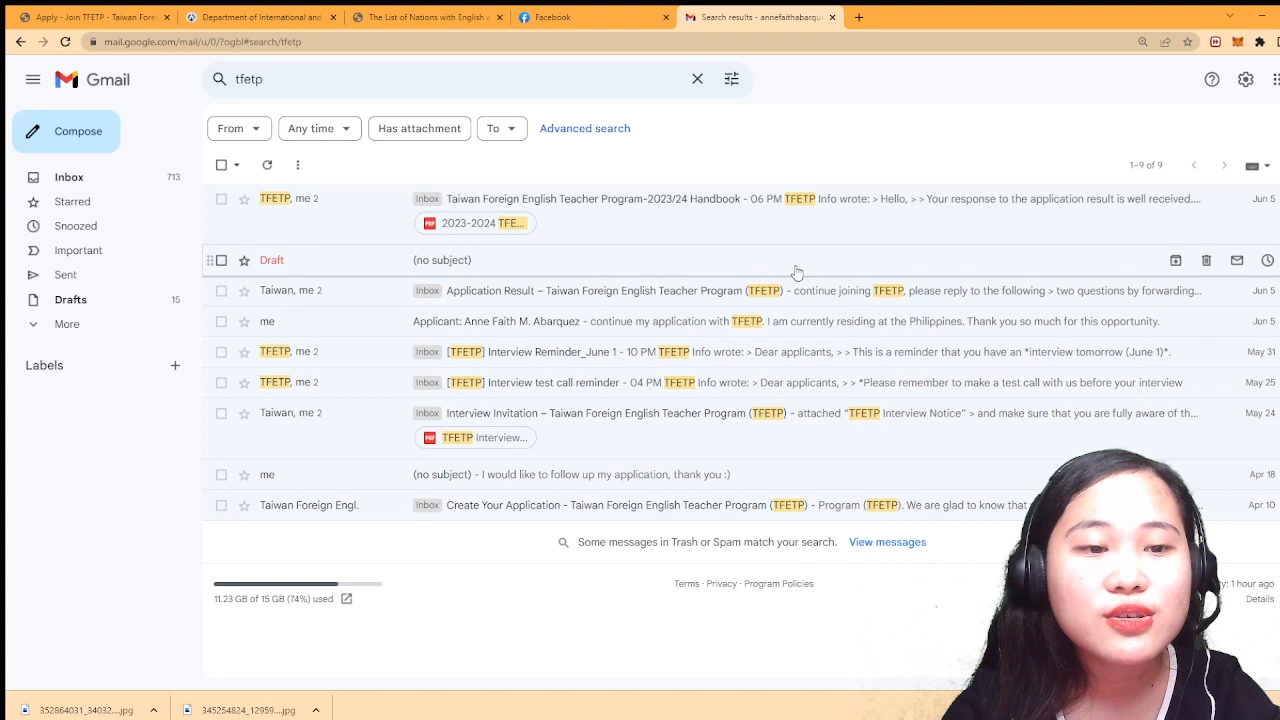 Apply - Join TFETP - Taiwan Fore
Department of International and
The List of Nations with English a
Facebook
Search results - annefaithabarqu
mail.google.com/mail/u/0/?ogbl#search/tfetp
Gmail
tfetp
Compose
From
Any time
Has attachment
To
Advanced search
1–9 of 9
Inbox 713
Starred
Snoozed
Important
Sent
Drafts 15
More
Labels
TFETP, me 2 Inbox Taiwan Foreign English Teacher Program-2023/24 Handbook - 06 PM TFETP Info wrote: > Hello, > > Your response to the application result is well received.... Jun 5
PDF 2023-2024 TFE...
Draft (no subject)
Taiwan, me 2 Inbox Application Result – Taiwan Foreign English Teacher Program (TFETP) - continue joining TFETP, please reply to the following > two questions by forwarding... Jun 5
me Applicant: Anne Faith M. Abarquez - continue my application with TFETP. I am currently residing at the Philippines. Thank you so much for this opportunity. Jun 5
TFETP, me 2 Inbox [TFETP] Interview Reminder_June 1 - 10 PM TFETP Info wrote: > Dear applicants, > > This is a reminder that you have an *interview tomorrow (June 1)*. May 31
TFETP, me 2 Inbox [TFETP] Interview test call reminder - 04 PM TFETP Info wrote: > Dear applicants, > > *Please remember to make a test call with us before your interview May 25
Taiwan, me 2 Inbox Interview Invitation – Taiwan Foreign English Teacher Program (TFETP) - attached “TFETP Interview Notice” > and make sure that you are fully aware of th... May 24
PDF TFETP Interview...
me (no subject) - I would like to follow up my application, thank you :) Apr 18
Taiwan Foreign Engl. Inbox Create Your Application - Taiwan Foreign English Teacher Program (TFETP) - Program (TFETP). We are glad to know that Apr 10
Some messages in Trash or Spam match your search. View messages
11.23 GB of 15 GB (74%) used
Terms · Privacy · Program Policies
1 hour ago
Details
352864031_34032....jpg
345254824_12959....jpg